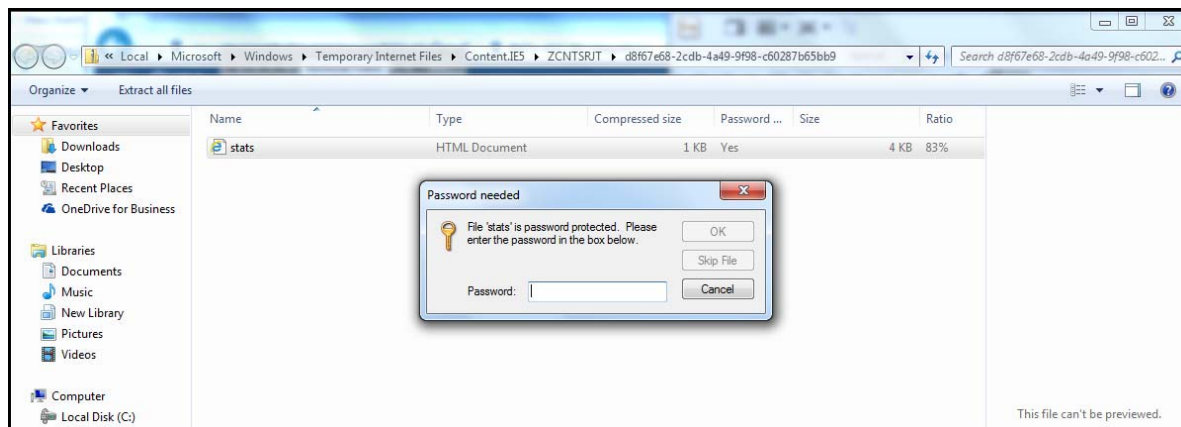 « Local ▸ Microsoft ▸ Windows ▸ Temporary Internet Files ▸ Content.IE5 ▸ ZCNTSRJT ▸ d8f67e68-2cdb-4a49-9f98-c60287b65bb9
Search d8f67e68-2cdb-4a49-9f98-c602...
Organize Extract all files
Name Type Compressed size Password ... Size Ratio
Favorites
Downloads
Desktop
Recent Places
OneDrive for Business
Libraries
Documents
Music
New Library
Pictures
Videos
Computer
Local Disk (C:)
stats HTML Document 1 KB Yes 4 KB 83%
Password needed
File 'stats' is password protected. Please
enter the password in the box below.
Password:
OK
Skip File
Cancel
This file can't be previewed.